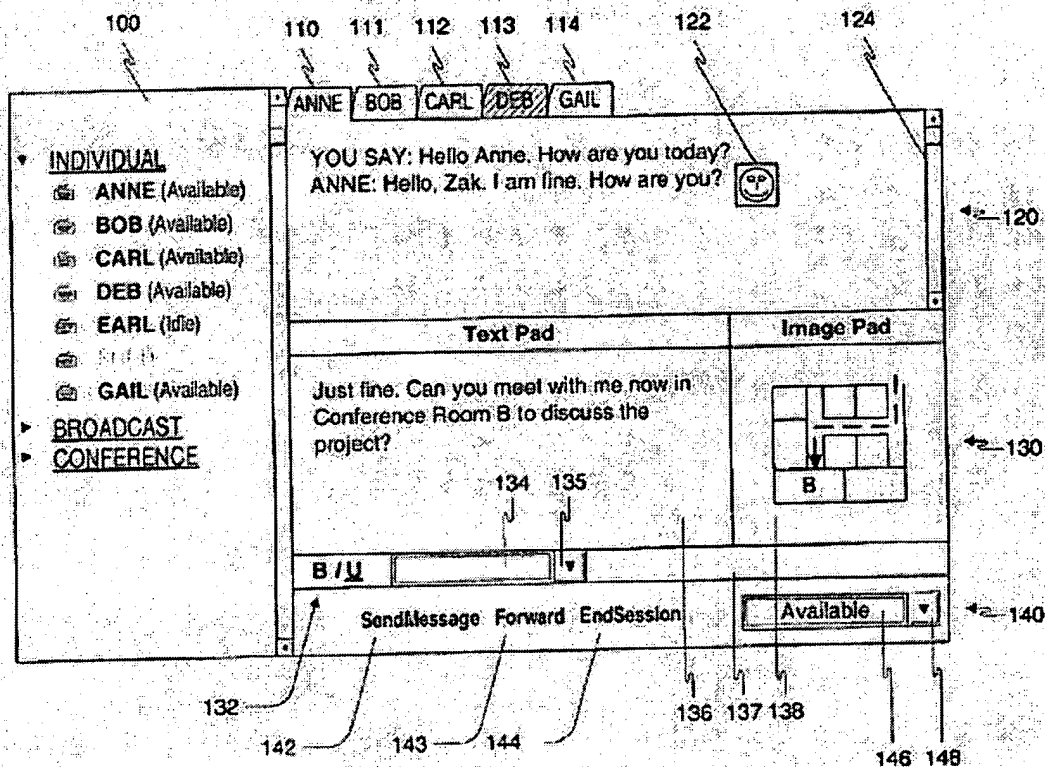 100 110 111 112 113 114 122 124
ANNE BOB CARL DEB GAIL
INDIVIDUAL
ANNE (Available)
BOB (Available)
CARL (Available)
DEB (Available)
EARL (Idle)
GAIL (Available)
BROADCAST
CONFERENCE
YOU SAY: Hello Anne. How are you today?
ANNE: Hello, Zak. I am fine. How are you?
120
Text Pad
Image Pad
Just fine. Can you meet with me now in
Conference Room B to discuss the
project?
B
130
134 135
B I U
SendMessage Forward EndSession
Available
140
132
142 143 144
136 137 138
146 148